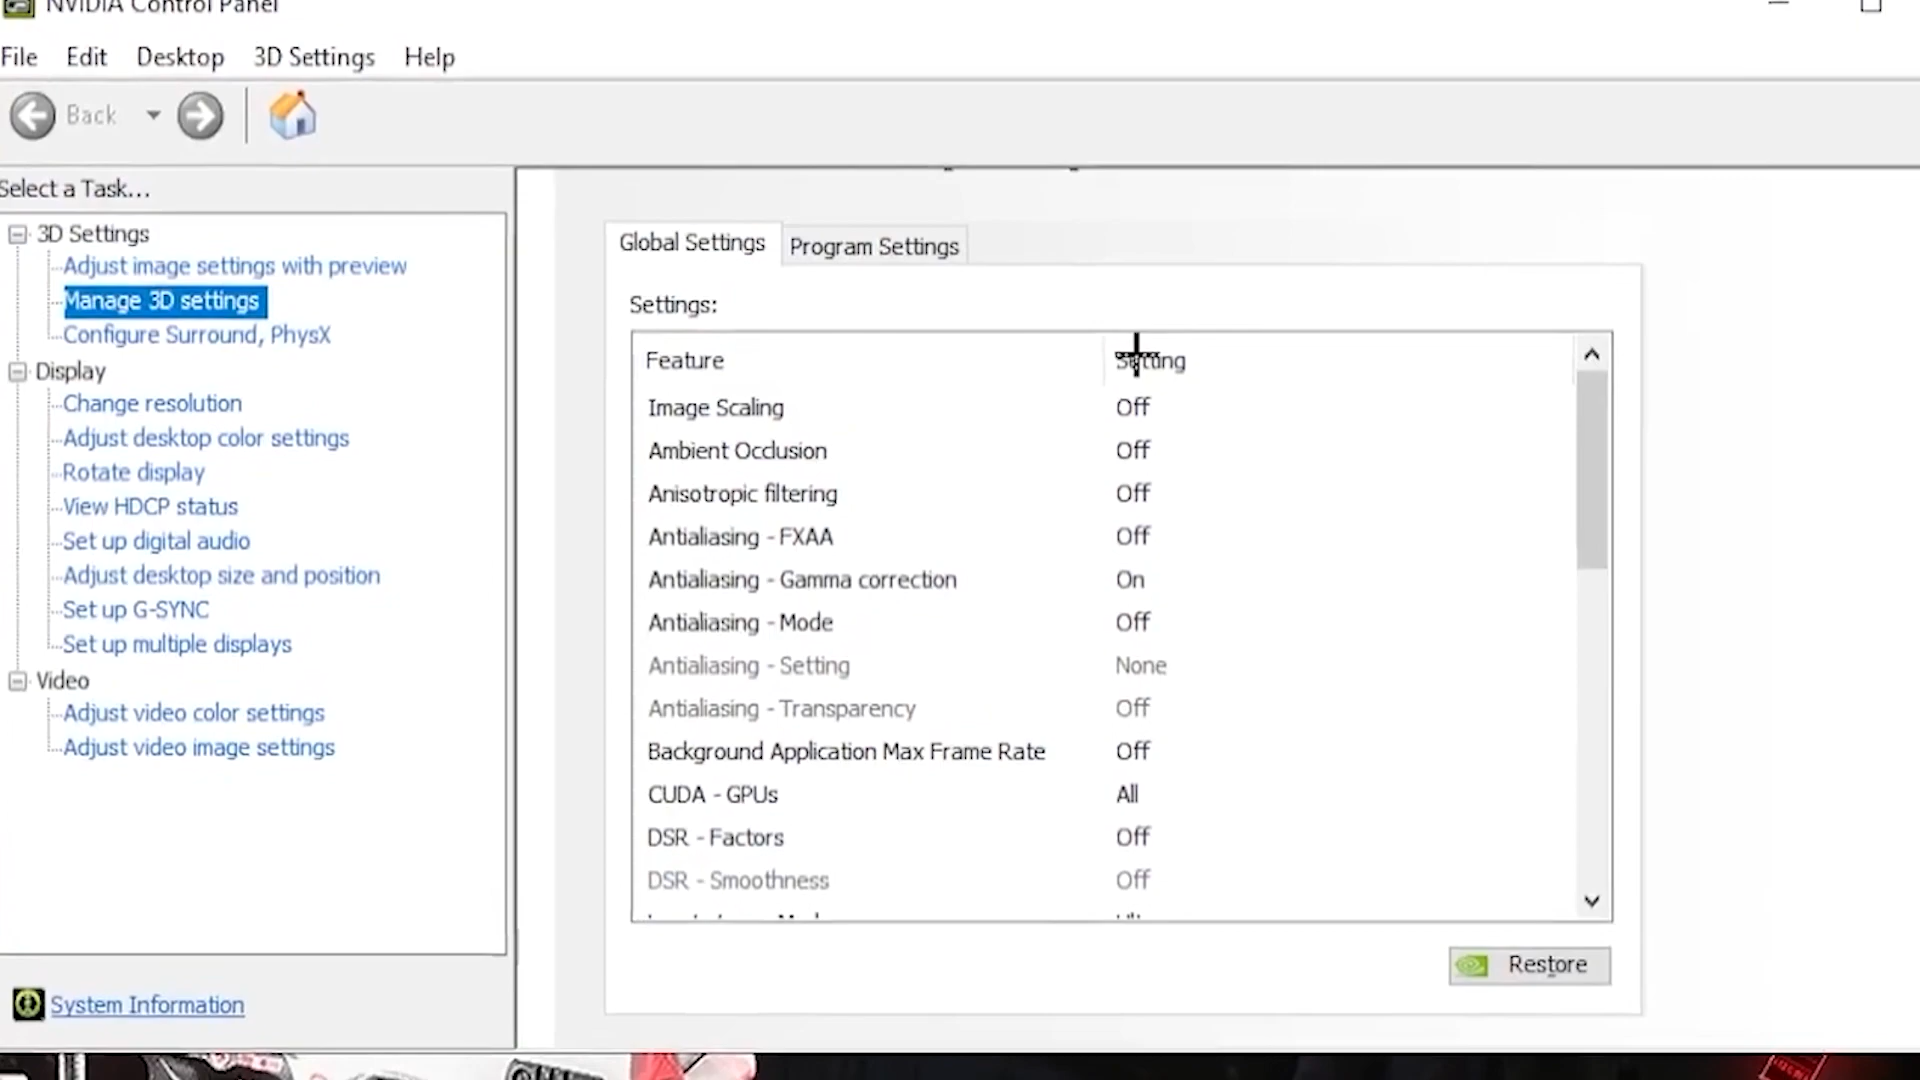 NVIDIA Control Panel
File Edit Desktop 3D Settings Help
Back
Select a Task...
3D Settings
Adjust image settings with preview
Manage 3D settings
Configure Surround, PhysX
Display
Change resolution
Adjust desktop color settings
Rotate display
View HDCP status
Set up digital audio
Adjust desktop size and position
Set up G-SYNC
Set up multiple displays
Video
Adjust video color settings
Adjust video image settings
System Information
Global Settings Program Settings
Settings:
Feature Setting
Image Scaling Off
Ambient Occlusion Off
Anisotropic filtering Off
Antialiasing - FXAA Off
Antialiasing - Gamma correction On
Antialiasing - Mode Off
Antialiasing - Setting None
Antialiasing - Transparency Off
Background Application Max Frame Rate Off
CUDA - GPUs All
DSR - Factors Off
DSR - Smoothness Off
Restore